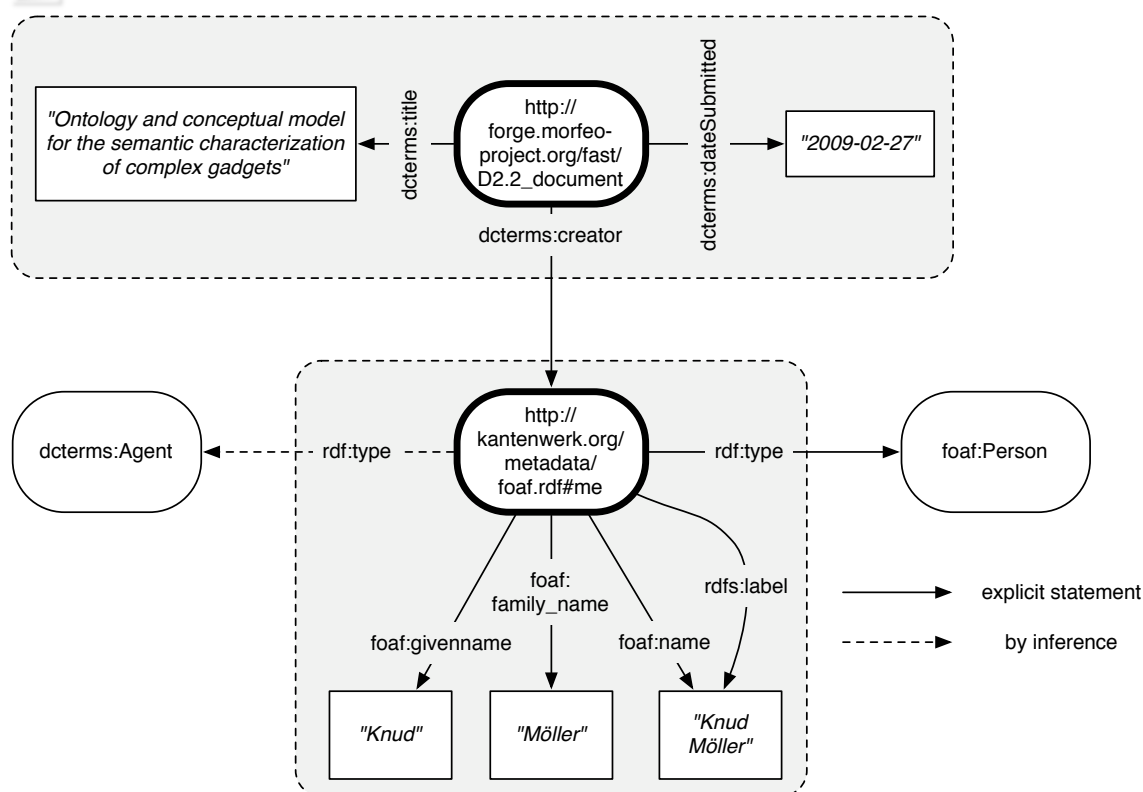 "Ontology and conceptual model
for the semantic characterization
of complex gadgets"
dcterms:title
http://
forge.morfeo-
project.org/fast/
D2.2_document
dcterms:dateSubmitted
"2009-02-27"
dcterms:creator
dcterms:Agent
rdf:type
http://
kantenwerk.org/
metadata/
foaf.rdf#me
rdf:type
foaf:Person
foaf:givenname
foaf:
family_name
foaf:name
rdfs:label
"Knud"
"Möller"
"Knud
Möller"
explicit statement
by inference